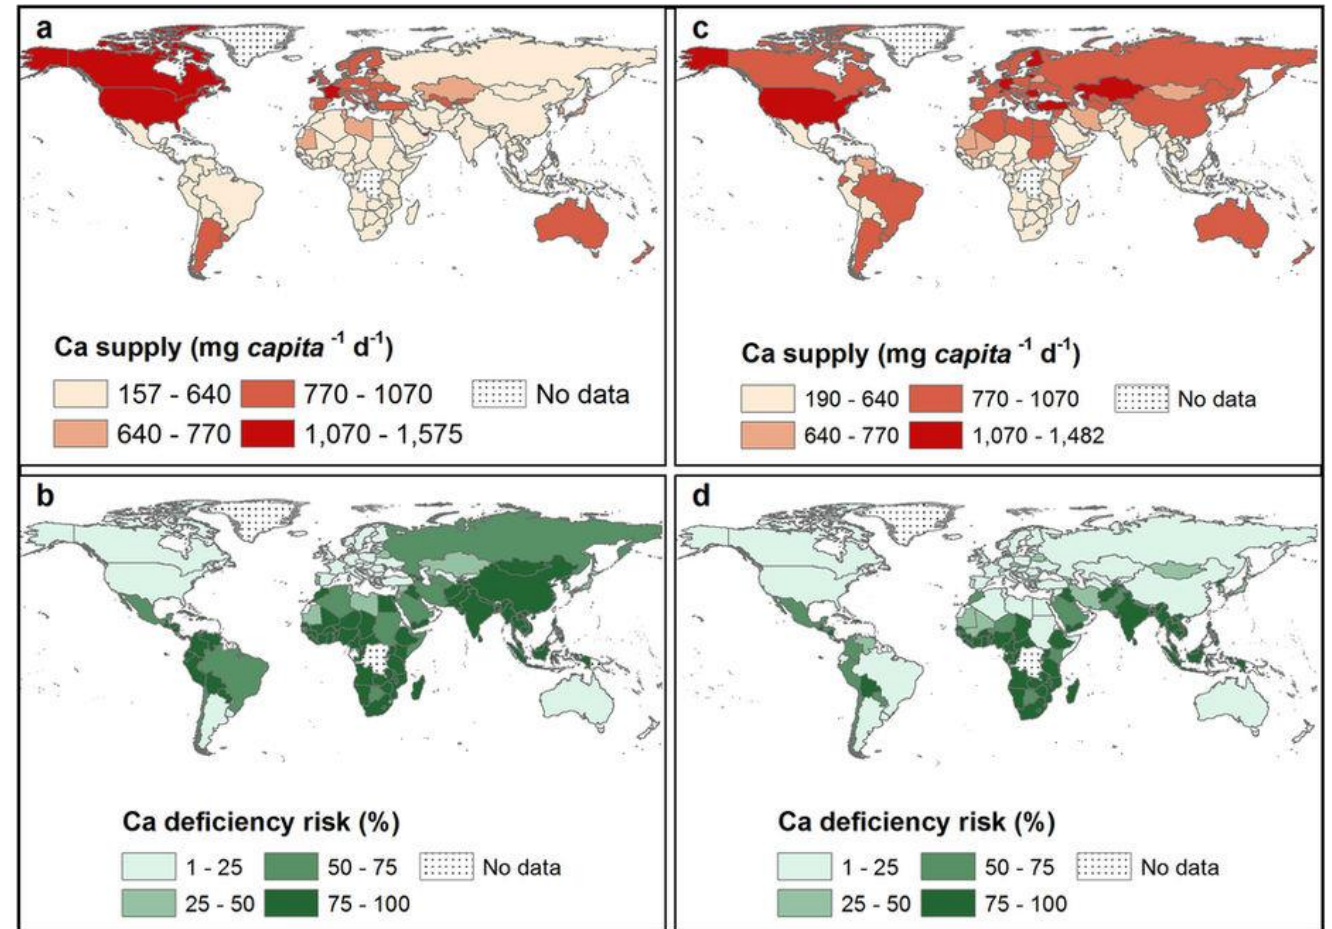 a
Ca supply (mg capita -1 d-1)
157 - 640 770 - 1070 No data
640 - 770 1,070 - 1,575
c
Ca supply (mg capita -1 d-1)
190 - 640 770 - 1070 No data
640 - 770 1,070 - 1,482
b
Ca deficiency risk (%)
1 - 25 50 - 75 No data
25 - 50 75 - 100
d
Ca deficiency risk (%)
1 - 25 50 - 75 No data
25 - 50 75 - 100